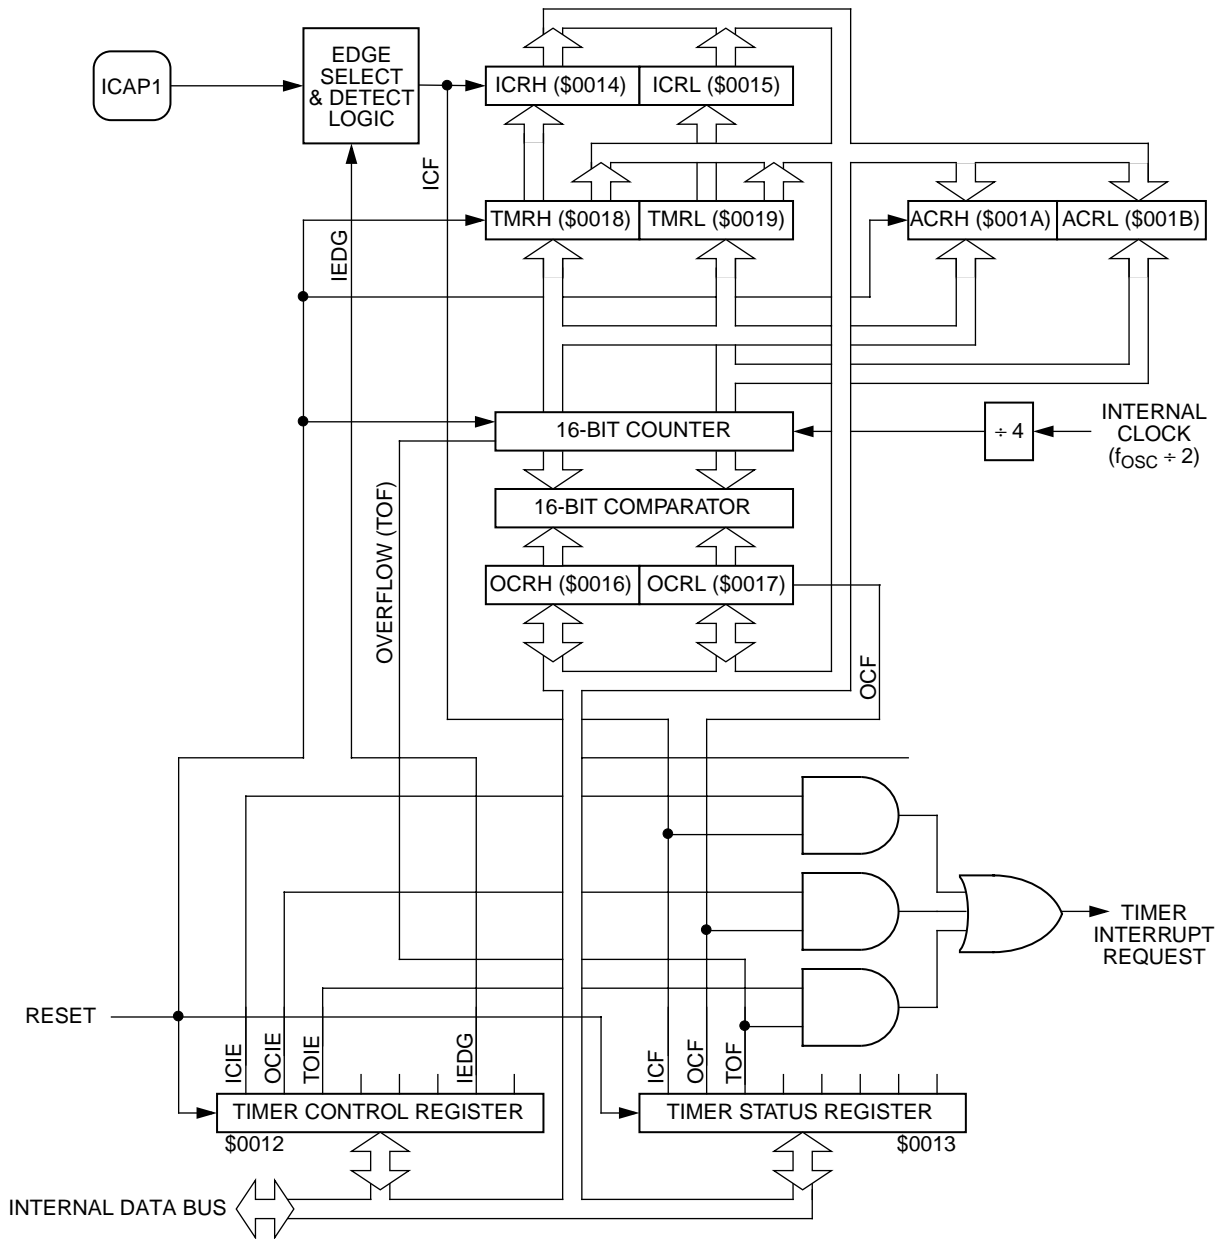 EDGE
SELECT
& DETECT
LOGIC
ICAP1
ICRH ($0014)
ICRL ($0015)
ICF
TMRH ($0018)
TMRL ($0019)
ACRH ($001A)
ACRL ($001B)
IEDG
16-BIT COUNTER
÷ 4
INTERNAL
CLOCK
(fOSC ÷ 2)
16-BIT COMPARATOR
OVERFLOW (TOF)
OCRH ($0016)
OCRL ($0017)
OCF
TIMER
INTERRUPT
REQUEST
RESET
ICIE
OCIE
TOIE
IEDG
ICF
OCF
TOF
TIMER CONTROL REGISTER
TIMER STATUS REGISTER
$0012
$0013
INTERNAL DATA BUS